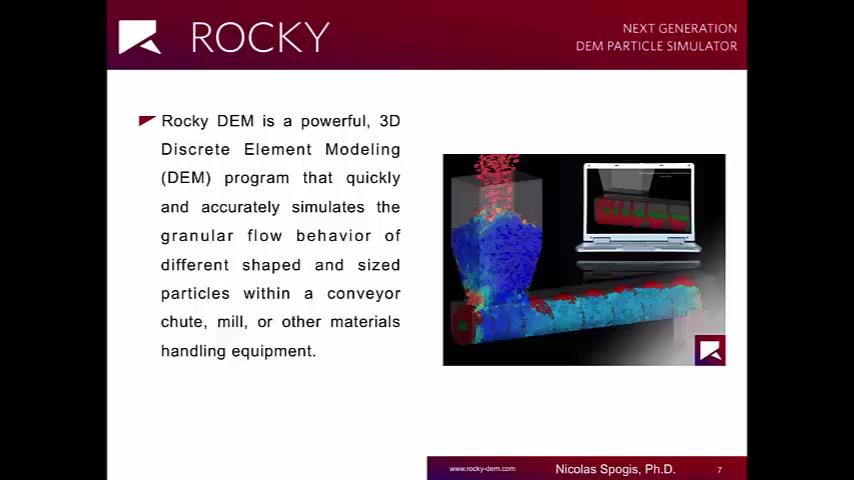 ROCKY
NEXT GENERATION
DEM PARTICLE SIMULATOR
Rocky DEM is a powerful, 3D
Discrete Element Modeling
(DEM) program that quickly
and accurately simulates the
granular flow behavior of
different shaped and sized
particles within a conveyor
chute, mill, or other materials
handling equipment.
www.rocky-dem.com
Nicolas Spogis, Ph.D.
7